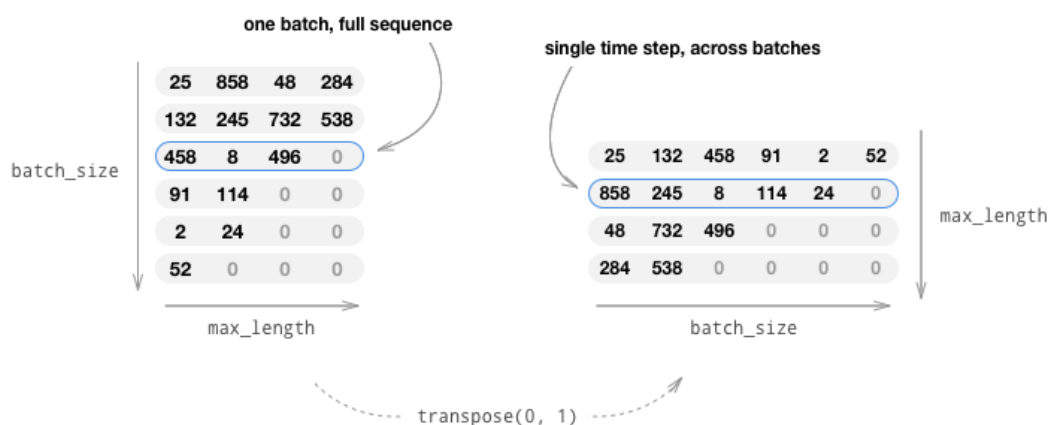 one batch, full sequence
single time step, across batches
25 858 48 284
132 245 732 538
458 8 496 0
91 114 0 0
2 24 0 0
52 0 0 0
batch_size
max_length
25 132 458 91 2 52
858 245 8 114 24 0
48 732 496 0 0 0
284 538 0 0 0 0
max_length
batch_size
transpose(0, 1)